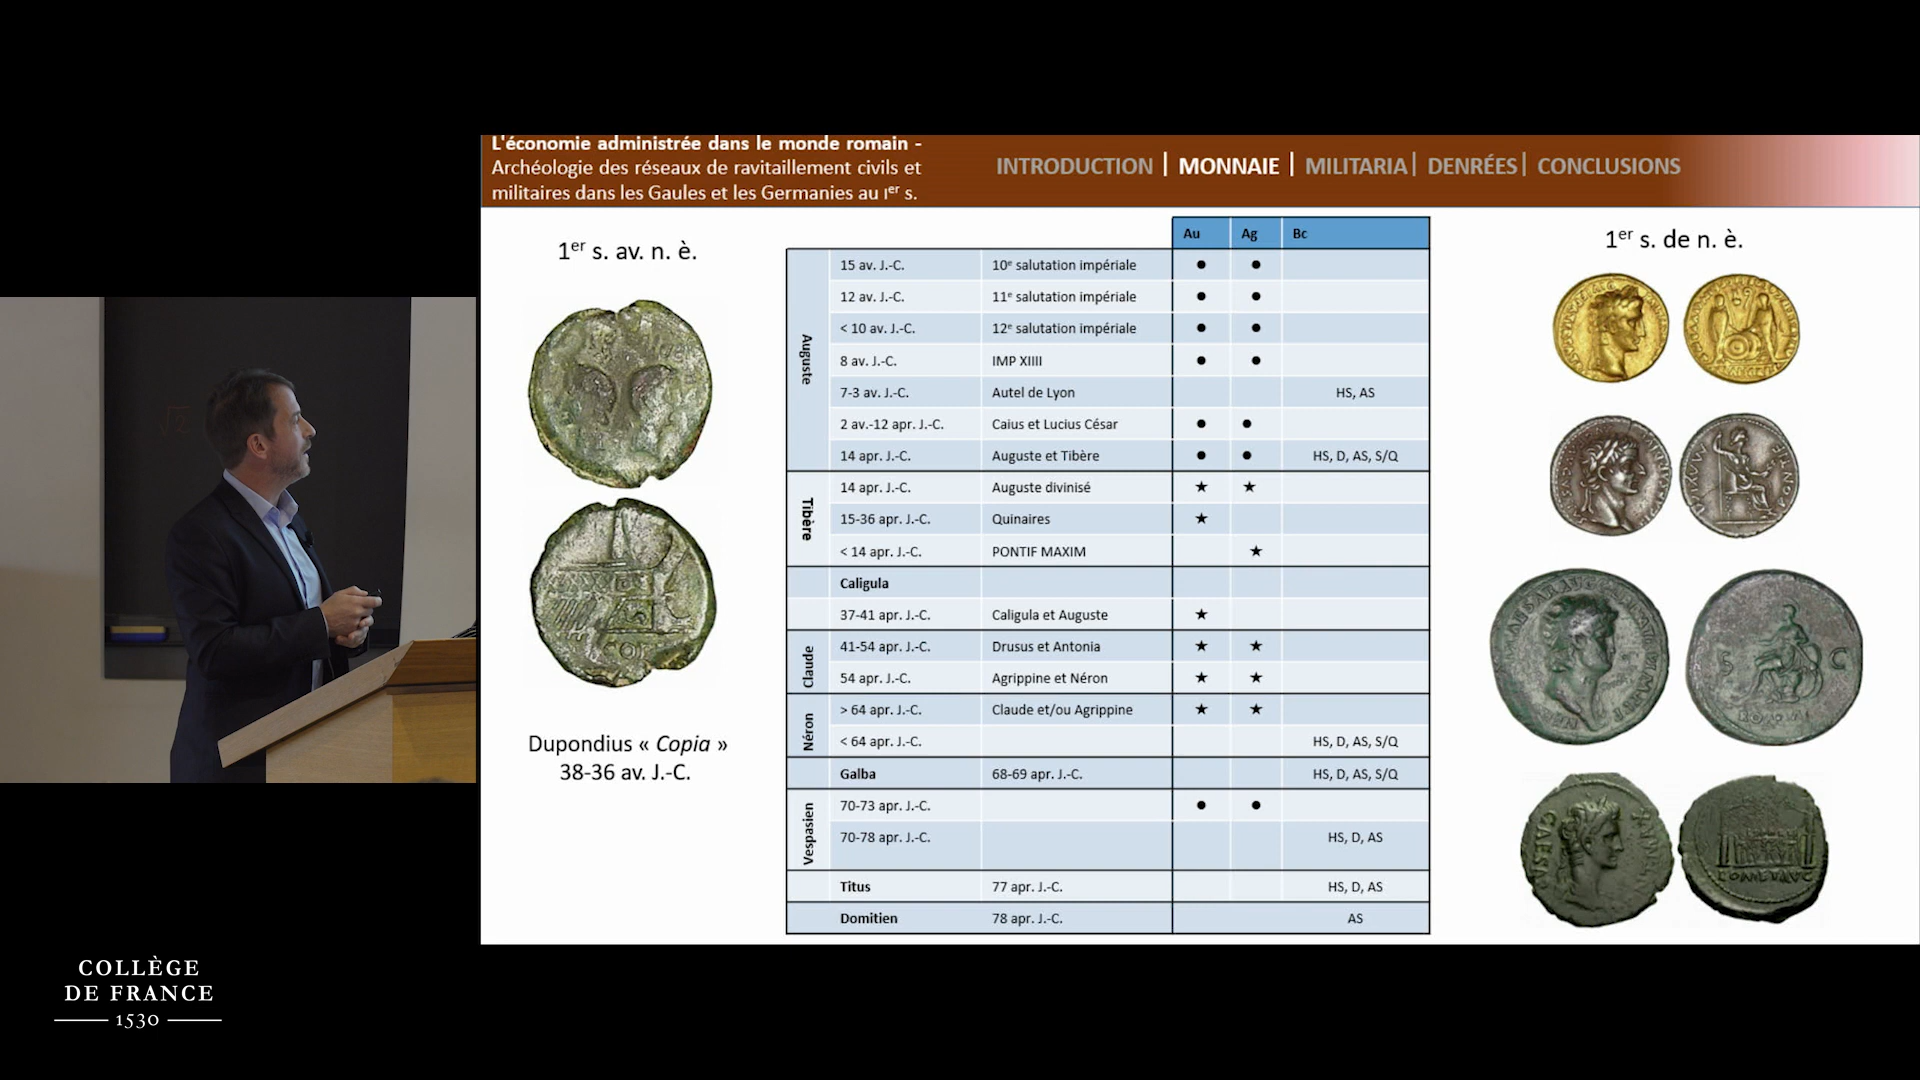 L'économie administrée dans le monde romain -
Archéologie des réseaux de ravitaillement civils et
militaires dans les Gaules et les Germanies au Iᵉʳ s.
INTRODUCTION | MONNAIE | MILITARIA | DENRÉES | CONCLUSIONS
1ᵉʳ s. av. n. è.
Dupondius « Copia »
38-36 av. J.-C.
Au Ag Bc
Auguste
15 av. J.-C. 10ᵉ salutation impériale ● ●
12 av. J.-C. 11ᵉ salutation impériale ● ●
< 10 av. J.-C. 12ᵉ salutation impériale ● ●
8 av. J.-C. IMP XIIII ● ●
7-3 av. J.-C. Autel de Lyon HS, AS
2 av.-12 apr. J.-C. Caius et Lucius César ● ●
14 apr. J.-C. Auguste et Tibère ● ● HS, D, AS, S/Q
Tibère
14 apr. J.-C. Auguste divinisé ★ ★
15-36 apr. J.-C. Quinaires ★
< 14 apr. J.-C. PONTIF MAXIM ★
Caligula
37-41 apr. J.-C. Caligula et Auguste ★
Claude
41-54 apr. J.-C. Drusus et Antonia ★ ★
54 apr. J.-C. Agrippine et Néron ★ ★
Néron
> 64 apr. J.-C. Claude et/ou Agrippine ★ ★
< 64 apr. J.-C. HS, D, AS, S/Q
Galba 68-69 apr. J.-C. HS, D, AS, S/Q
Vespasien
70-73 apr. J.-C. ● ●
70-78 apr. J.-C. HS, D, AS
Titus 77 apr. J.-C. HS, D, AS
Domitien 78 apr. J.-C. AS
1ᵉʳ s. de n. è.
S C
COLLÈGE
DE FRANCE
1530